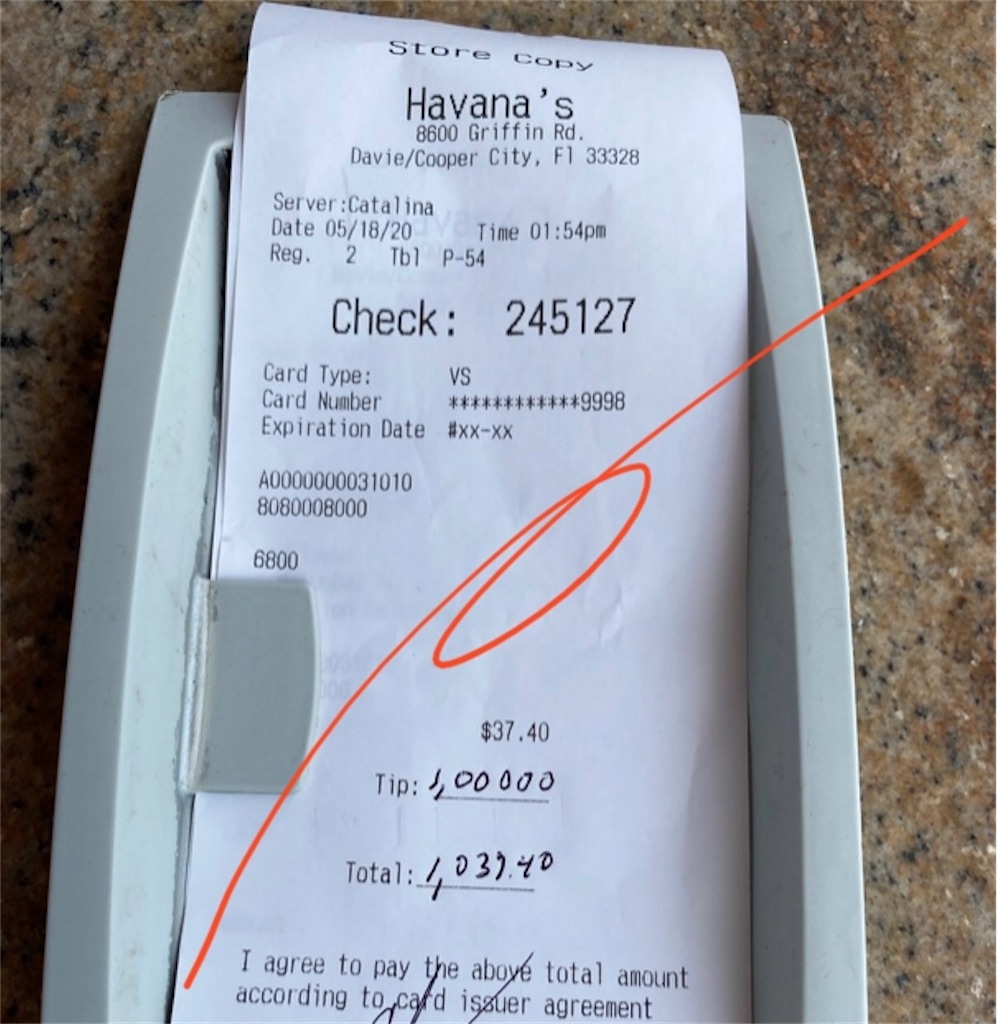 Store Copy
Havana's
8600 Griffin Rd.
Davie/Cooper City, Fl 33328
Server:Catalina
Date 05/18/20 Time 01:54pm
Reg. 2 Tbl P-54
Check: 245127
Card Type: VS
Card Number ************9998
Expiration Date #xx-xx
A0000000031010
8080008000
6800
$37.40
Tip: 1,00000
Total: 1,037.40
I agree to pay the above total amount
according to card issuer agreement